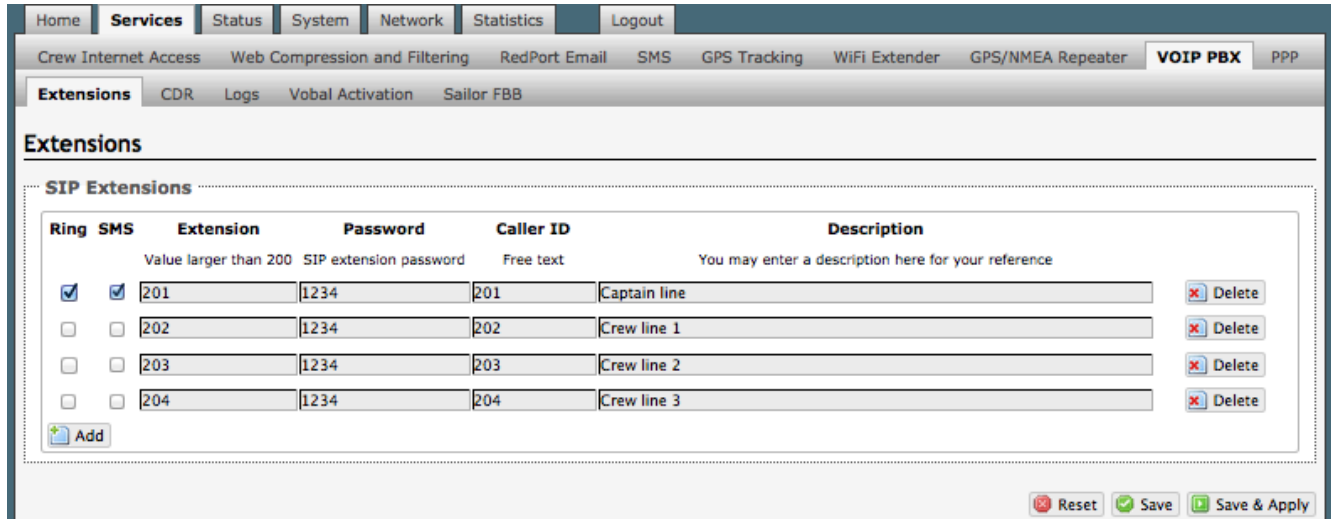 Home Services Status System Network Statistics Logout
Crew Internet Access Web Compression and Filtering RedPort Email SMS GPS Tracking WiFi Extender GPS/NMEA Repeater VOIP PBX PPP
Extensions CDR Logs Vobal Activation Sailor FBB
Extensions
SIP Extensions
Ring SMS Extension Password Caller ID Description
Value larger than 200 SIP extension password Free text You may enter a description here for your reference
201 1234 201 Captain line Delete
202 1234 202 Crew line 1 Delete
203 1234 203 Crew line 2 Delete
204 1234 204 Crew line 3 Delete
Add
Reset Save Save & Apply